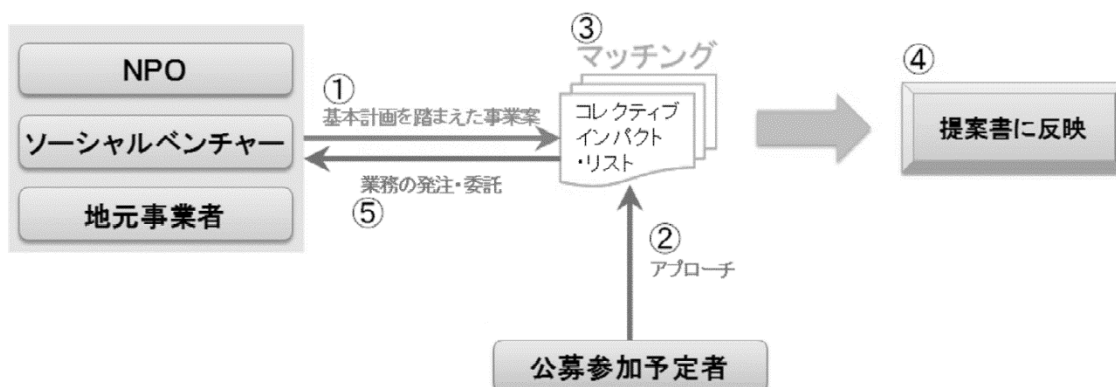 NPO
ソーシャルベンチャー
地元事業者
①
基本計画を踏まえた事業案
業務の発注・委託
⑤
③
マッチング
コレクティブ
インパクト
・リスト
②
アプローチ
公募参加予定者
④
提案書に反映